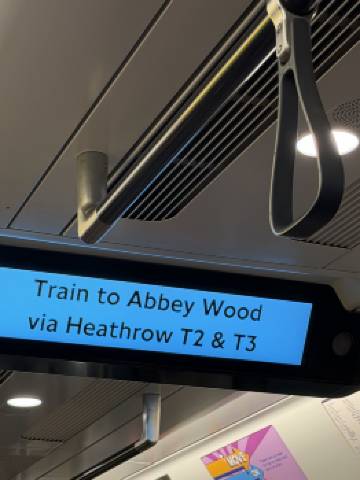 Train to Abbey Wood
via Heathrow T2 & T3